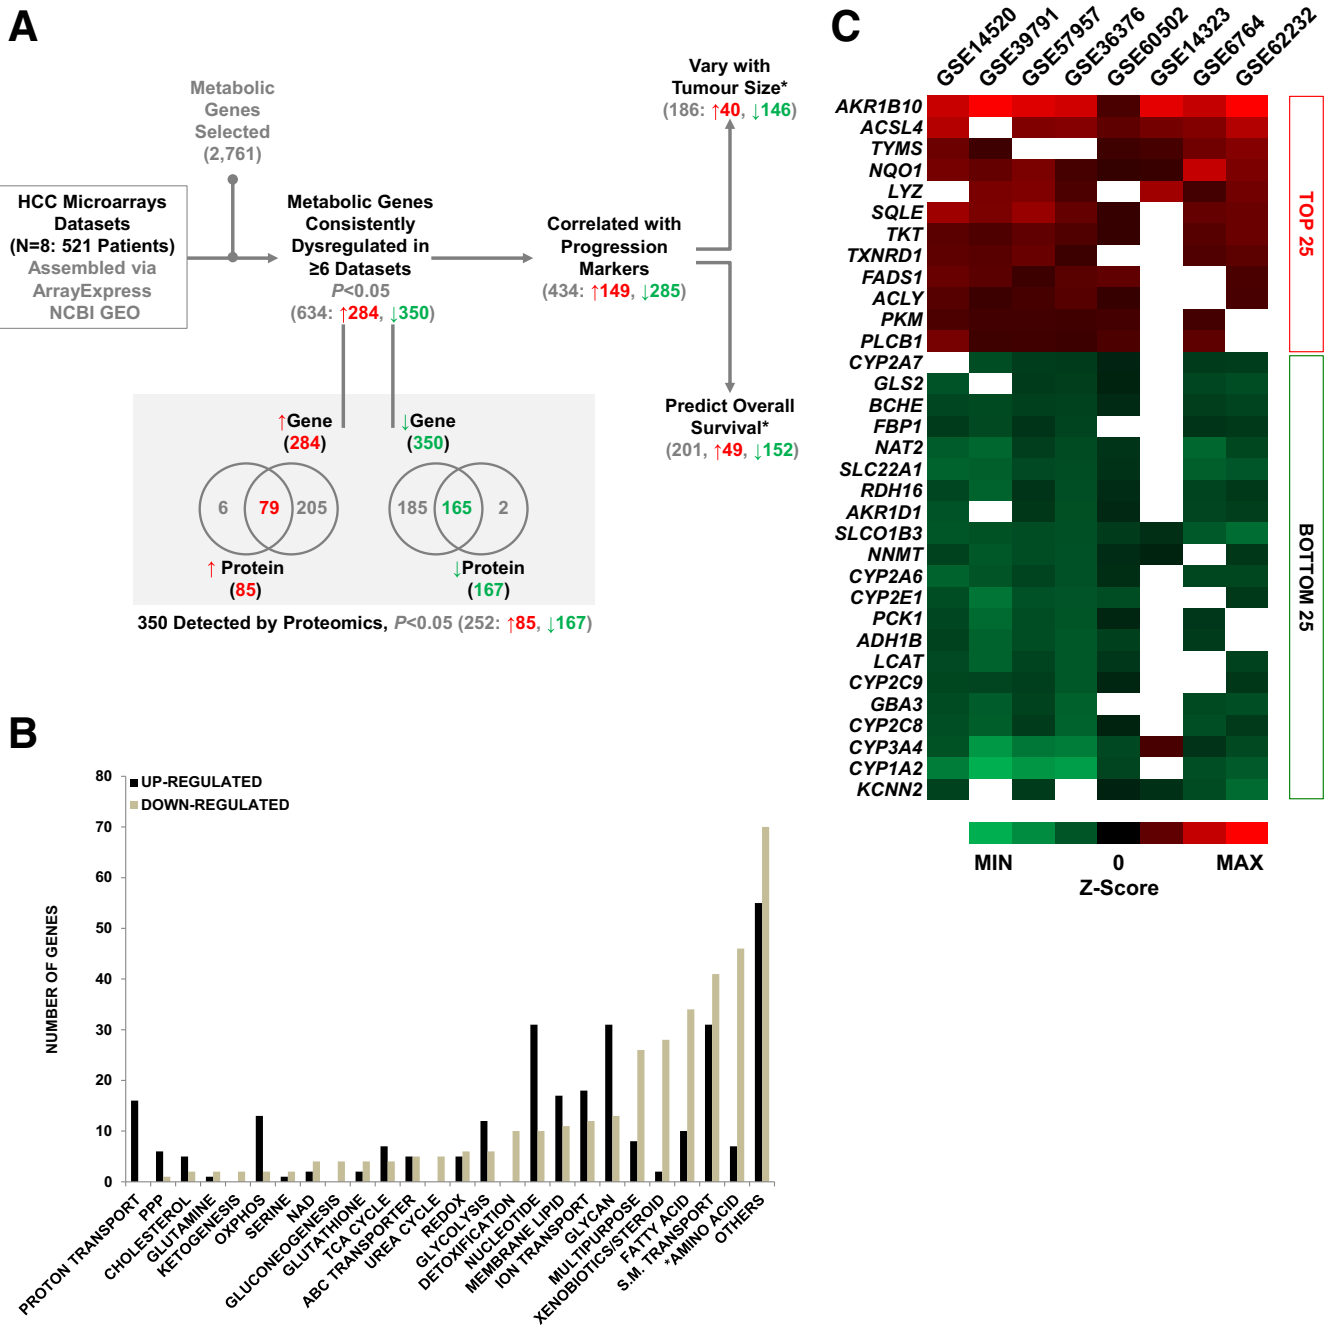 A
Metabolic
Genes
Selected
(2,761)
HCC Microarrays
Datasets
(N=8: 521 Patients)
Assembled via
ArrayExpress
NCBI GEO
Metabolic Genes
Consistently
Dysregulated in
≥6 Datasets
P<0.05
(634: ↑284, ↓350)
Correlated with
Progression
Markers
(434: ↑149, ↓285)
Vary with
Tumour Size*
(186: ↑40, ↓146)
Predict Overall
Survival*
(201, ↑49, ↓152)
↑Gene
(284)
↓Gene
(350)
6
79
205
185
165
2
↑ Protein
(85)
↓Protein
(167)
350 Detected by Proteomics, P<0.05 (252: ↑85, ↓167)
B
UP-REGULATED
DOWN-REGULATED
NUMBER OF GENES
80
70
60
50
40
30
20
10
0
PROTON TRANSPORT
PPP
CHOLESTEROL
GLUTAMINE
KETOGENESIS
OXPHOS
SERINE
NAD
GLUCONEOGENESIS
GLUTATHIONE
TCA CYCLE
ABC TRANSPORTER
UREA CYCLE
REDOX
GLYCOLYSIS
DETOXIFICATION
NUCLEOTIDE
MEMBRANE LIPID
ION TRANSPORT
GLYCAN
MULTIPURPOSE
XENOBIOTICS/STEROID
FATTY ACID
S.M. TRANSPORT
*AMINO ACID
OTHERS
C
GSE14520
GSE39791
GSE57957
GSE36376
GSE60502
GSE14323
GSE6764
GSE62232
AKR1B10
ACSL4
TYMS
NQO1
LYZ
SQLE
TKT
TXNRD1
FADS1
ACLY
PKM
PLCB1
CYP2A7
GLS2
BCHE
FBP1
NAT2
SLC22A1
RDH16
AKR1D1
SLCO1B3
NNMT
CYP2A6
CYP2E1
PCK1
ADH1B
LCAT
CYP2C9
GBA3
CYP2C8
CYP3A4
CYP1A2
KCNN2
TOP 25
BOTTOM 25
MIN
0
MAX
Z-Score